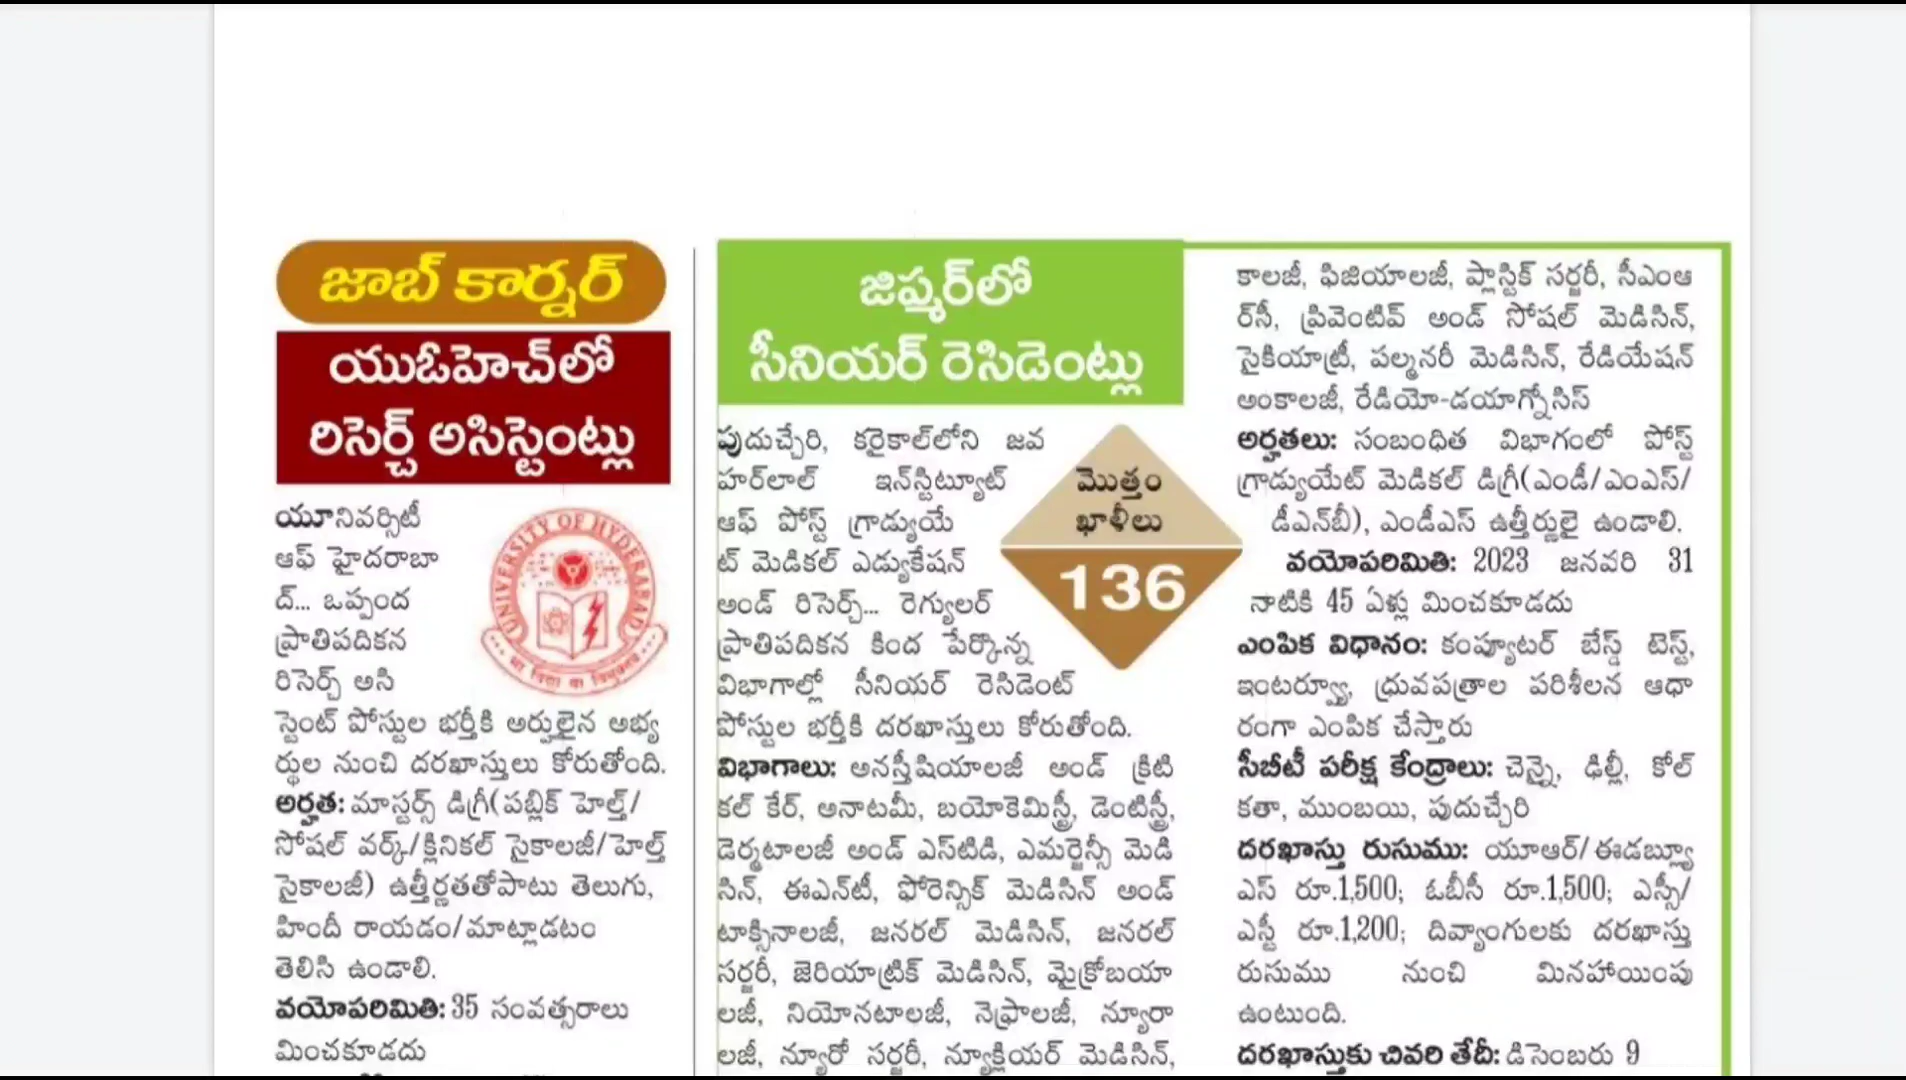 జాబ్ కార్నర్
యుఓహెచ్‌లో
రిసెర్చ్ అసిస్టెంట్లు
యూనివర్సిటీ
ఆఫ్ హైదరాబా
ద్... ఒప్పంద
ప్రాతిపదికన
రిసెర్చ్ అసి
స్టెంట్ పోస్టుల భర్తీకి అర్హులైన అభ్య
ర్థుల నుంచి దరఖాస్తులు కోరుతోంది.
అర్హత: మాస్టర్స్ డిగ్రీ(పబ్లిక్ హెల్త్/
సోషల్ వర్క్/క్లినికల్ సైకాలజీ/హెల్త్
సైకాలజీ) ఉత్తీర్ణతతోపాటు తెలుగు,
హిందీ రాయడం/మాట్లాడటం
తెలిసి ఉండాలి.
వయోపరిమితి: 35 సంవత్సరాలు
మించకూడదు
UNIVERSITY OF HYDERABAD
సా विद्या या विमुक्तये
జిప్మర్‌లో
సీనియర్ రెసిడెంట్లు
పుదుచ్చేరి, కరైకాల్‌లోని జవ
హర్‌లాల్ ఇన్‌స్టిట్యూట్
ఆఫ్ పోస్ట్ గ్రాడ్యుయే
ట్ మెడికల్ ఎడ్యుకేషన్
అండ్ రిసెర్చ్... రెగ్యులర్
ప్రాతిపదికన కింద పేర్కొన్న
విభాగాల్లో సీనియర్ రెసిడెంట్
పోస్టుల భర్తీకి దరఖాస్తులు కోరుతోంది.
విభాగాలు: అనస్తీషియాలజీ అండ్ క్రిటి
కల్ కేర్, అనాటమీ, బయోకెమిస్ట్రీ, డెంటిస్ట్రీ,
డెర్మటాలజీ అండ్ ఎస్‌టిడి, ఎమర్జెన్సీ మెడి
సిన్, ఈఎన్‌టీ, ఫోరెన్సిక్ మెడిసిన్ అండ్
టాక్సినాలజీ, జనరల్ మెడిసిన్, జనరల్
సర్జరీ, జెరియాట్రిక్ మెడిసిన్, మైక్రోబయా
లజీ, నియోనటాలజీ, నెఫ్రాలజీ, న్యూరా
లజీ, న్యూరో సర్జరీ, న్యూక్లియర్ మెడిసిన్,
మొత్తం
ఖాళీలు
136
కాలజీ, ఫిజియాలజీ, ప్లాస్టిక్ సర్జరీ, సీఎంఆ
ర్‌సీ, ప్రివెంటివ్ అండ్ సోషల్ మెడిసిన్,
సైకియాట్రీ, పల్మనరీ మెడిసిన్, రేడియేషన్
అంకాలజీ, రేడియో-డయాగ్నోసిస్
అర్హతలు: సంబంధిత విభాగంలో పోస్ట్
గ్రాడ్యుయేట్ మెడికల్ డిగ్రీ(ఎండీ/ఎంఎస్/
డీఎన్‌బీ), ఎండీఎస్ ఉత్తీర్ణులై ఉండాలి.
వయోపరిమితి: 2023 జనవరి 31
నాటికి 45 ఏళ్లు మించకూడదు
ఎంపిక విధానం: కంప్యూటర్ బేస్డ్ టెస్ట్,
ఇంటర్వ్యూ, ధ్రువపత్రాల పరిశీలన ఆధా
రంగా ఎంపిక చేస్తారు
సీబీటీ పరీక్ష కేంద్రాలు: చెన్నై, ఢిల్లీ, కోల్
కతా, ముంబయి, పుదుచ్చేరి
దరఖాస్తు రుసుము: యూఆర్/ఈడబ్ల్యూ
ఎస్ రూ.1,500; ఓబీసీ రూ.1,500; ఎస్సీ/
ఎస్టీ రూ.1,200; దివ్యాంగులకు దరఖాస్తు
రుసుము నుంచి మినహాయింపు
ఉంటుంది.
దరఖాస్తుకు చివరి తేదీ: డిసెంబరు 9